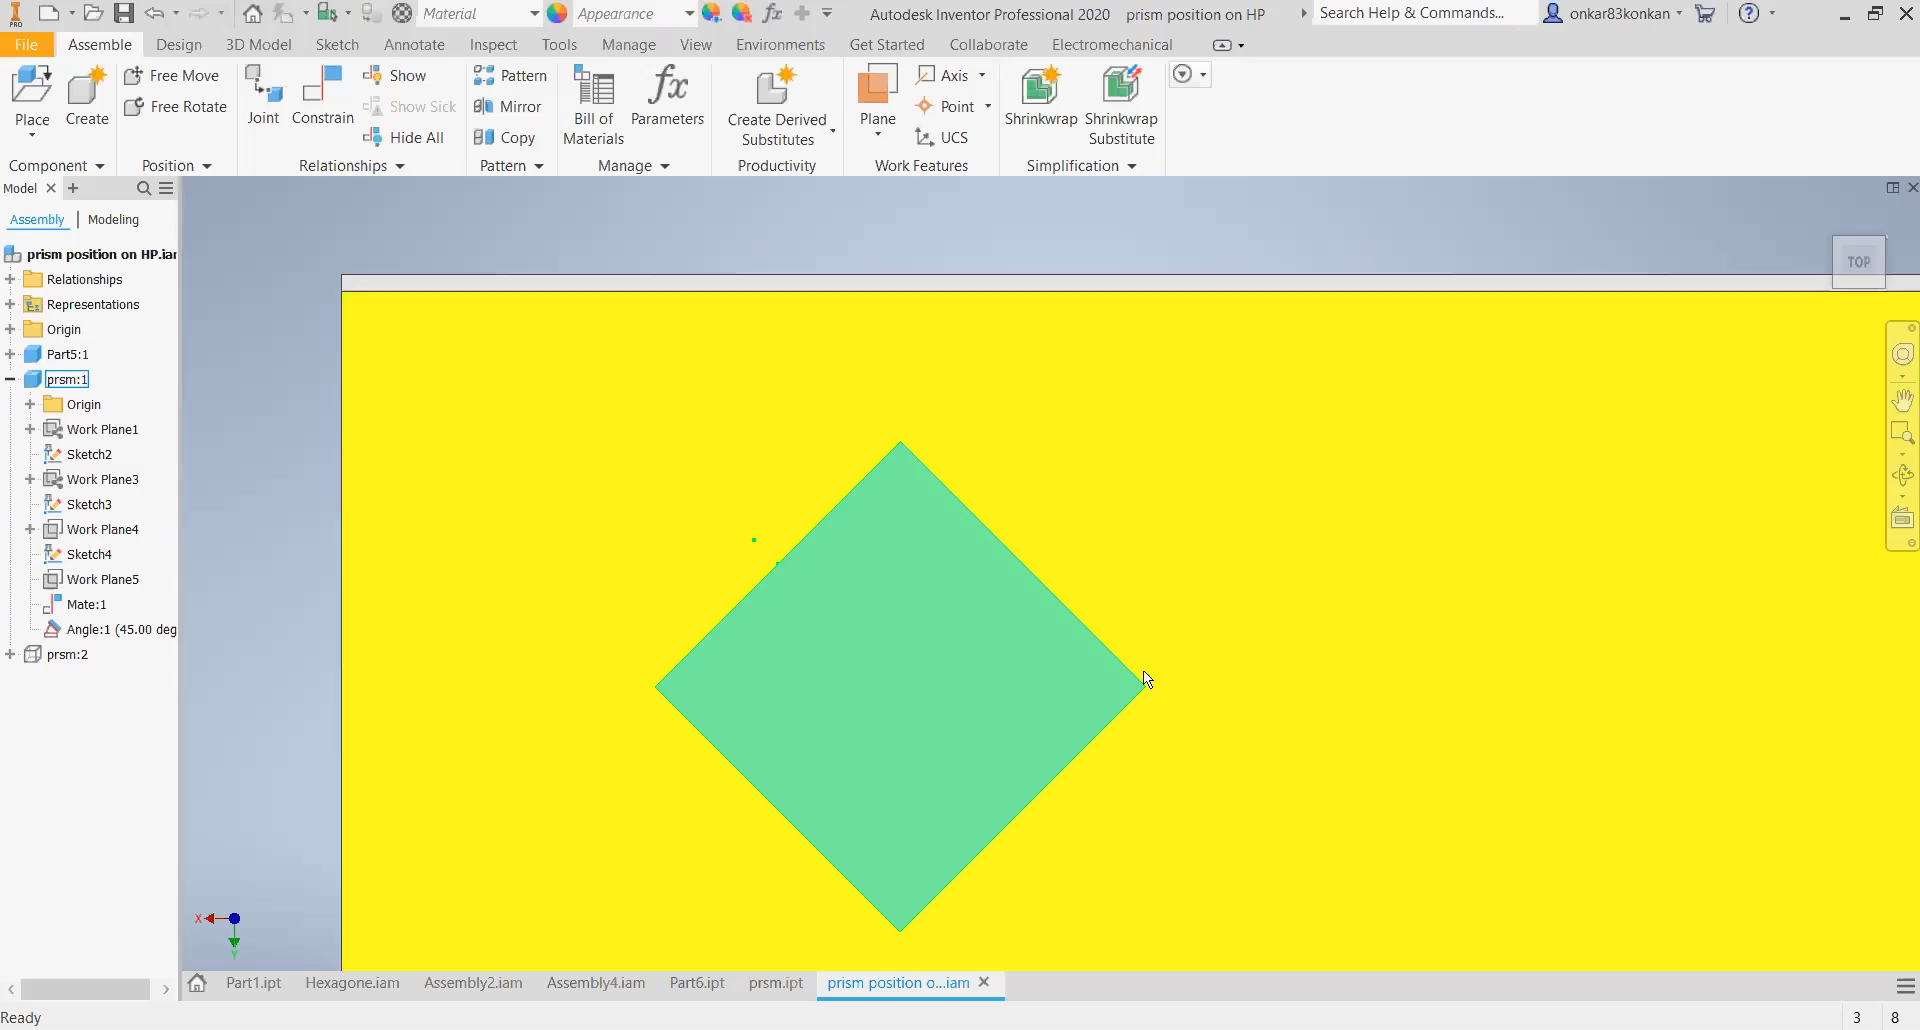 Material
Appearance
Autodesk Inventor Professional 2020 prism position on HP
Search Help & Commands...
onkar83konkan
PRO
File Assemble Design 3D Model Sketch Annotate Inspect Tools Manage View Environments Get Started Collaborate Electromechanical
Place
Create
Free Move
Free Rotate
Joint
Constrain
Show
Show Sick
Hide All
Pattern
Mirror
Copy
Bill of
Materials
Parameters
Create Derived
Substitutes
Plane
Axis
Point
UCS
Shrinkwrap
Shrinkwrap
Substitute
Component Position Relationships Pattern Manage Productivity Work Features Simplification
Model
Assembly | Modeling
prism position on HP.iar
Relationships
Representations
Origin
Part5:1
prsm:1
Origin
Work Plane1
Sketch2
Work Plane3
Sketch3
Work Plane4
Sketch4
Work Plane5
Mate:1
Angle:1 (45.00 deg
prsm:2
TOP
X
Y
Part1.ipt Hexagone.iam Assembly2.iam Assembly4.iam Part6.ipt prsm.ipt prism position o...iam
Ready
3 8